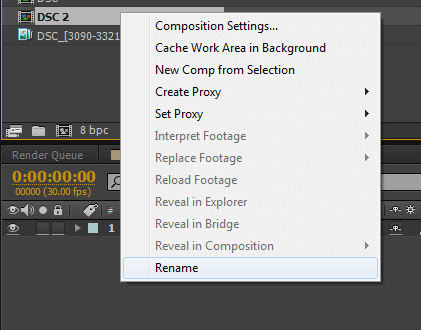 DSC 2
DSC_[3090-3321
8 bpc
Render Queue
0:00:00:00
00000 (30.00 fps)
#
1
Composition Settings...
Cache Work Area in Background
New Comp from Selection
Create Proxy
Set Proxy
Interpret Footage
Replace Footage
Reload Footage
Reveal in Explorer
Reveal in Bridge
Reveal in Composition
Rename